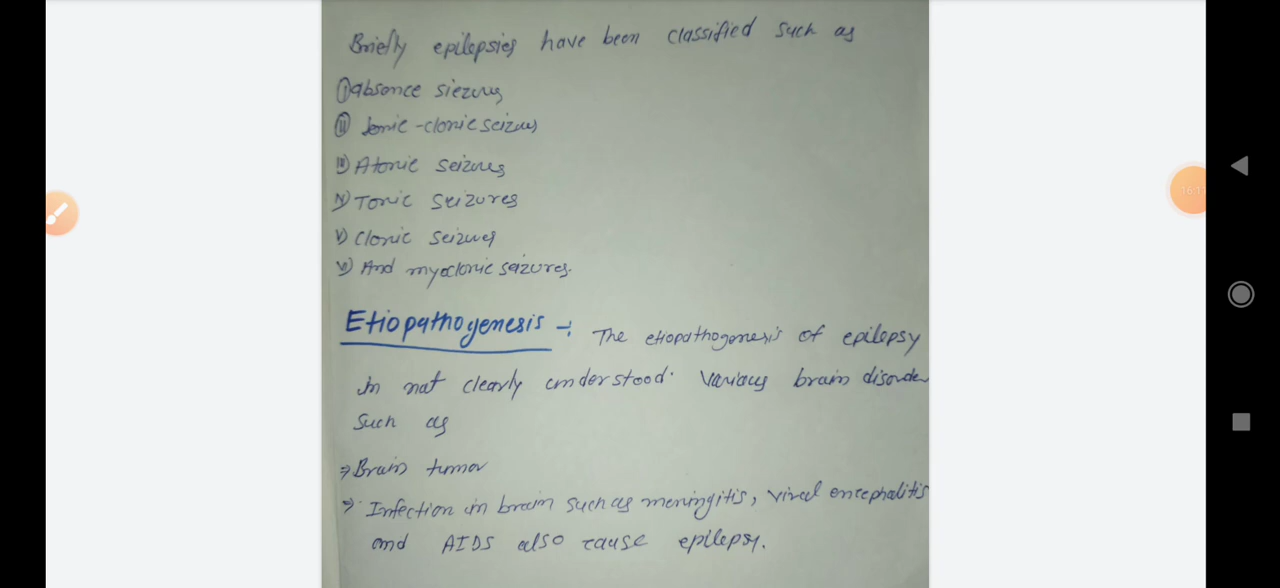 Briefly epilepsies have been classified such as
I) absence siezures
II) tonic-clonic seizures
III) Atonic seizures
IV) Tonic seizures
V) Clonic seizures
VI) And myoclonic seizures.
Etiopathogenesis -: The etiopathogenesis of epilepsy
in not clearly understood. Various brain disorder
such as
⇒ Brain tumor
⇒ Infection in brain such as meningitis, viral encephalitis
and AIDS also cause epilepsy.